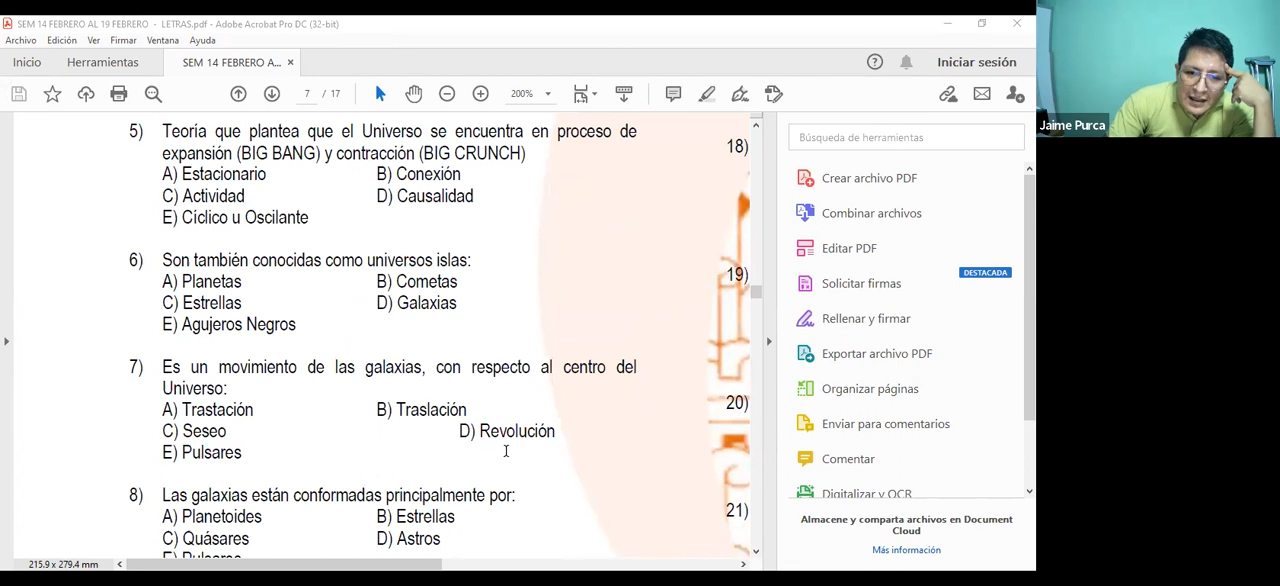 SEM 14 FEBRERO AL 19 FEBRERO - LETRAS.pdf - Adobe Acrobat Pro DC (32-bit)
Archivo Edición Ver Firmar Ventana Ayuda
Inicio Herramientas SEM 14 FEBRERO A... × Iniciar sesión
7 / 17 200%
Jaime Purca
5) Teoría que plantea que el Universo se encuentra en proceso de
expansión (BIG BANG) y contracción (BIG CRUNCH)
A) Estacionario B) Conexión
C) Actividad D) Causalidad
E) Cíclico u Oscilante
6) Son también conocidas como universos islas:
A) Planetas B) Cometas
C) Estrellas D) Galaxias
E) Agujeros Negros
7) Es un movimiento de las galaxias, con respecto al centro del
Universo:
A) Trastación B) Traslación
C) Seseo D) Revolución
E) Pulsares
8) Las galaxias están conformadas principalmente por:
A) Planetoides B) Estrellas
C) Quásares D) Astros
E) Pulsares
18)
19)
20)
21)
215.9 x 279.4 mm
Búsqueda de herramientas
Crear archivo PDF
Combinar archivos
Editar PDF
DESTACADA
Solicitar firmas
Rellenar y firmar
Exportar archivo PDF
Organizar páginas
Enviar para comentarios
Comentar
Digitalizar y OCR
Almacene y comparta archivos en Document
Cloud
Más información